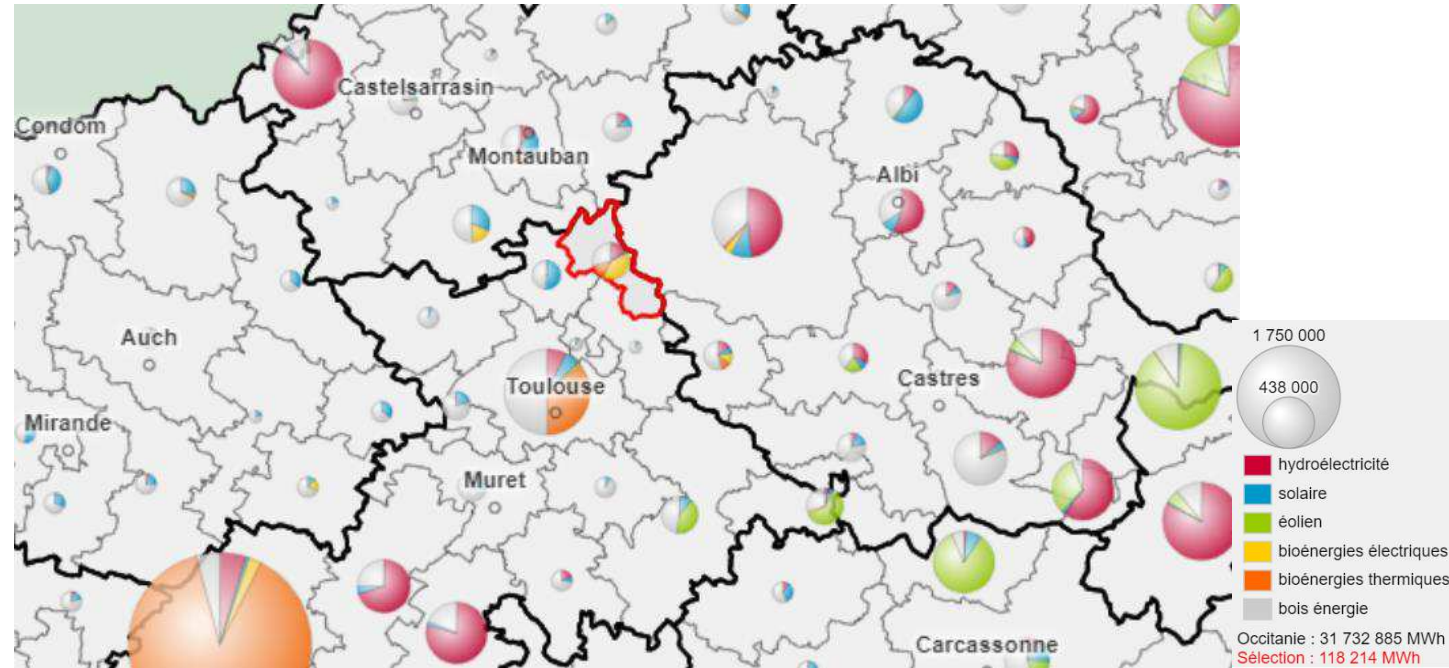 Castelsarrasin
Condom
Montauban
Albi
Auch
Toulouse
Castres
Mirande
Muret
Carcassonne
1 750 000
438 000
hydroélectricité
solaire
éolien
bioénergies électriques
bioénergies thermiques
bois énergie
Occitanie : 31 732 885 MWh
Sélection : 118 214 MWh